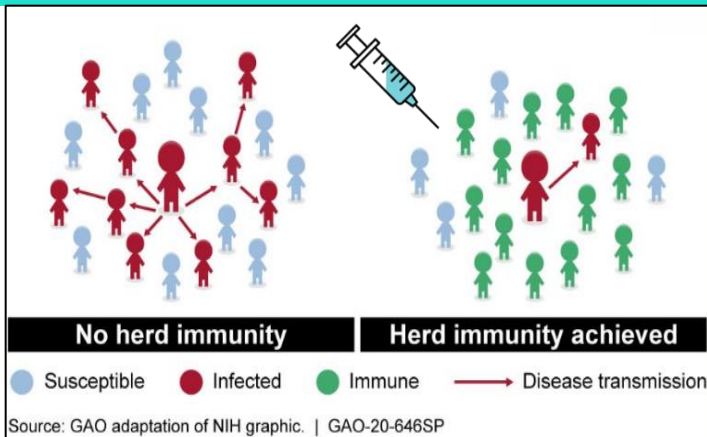 No herd immunity
Herd immunity achieved
Susceptible
Infected
Immune
Disease transmission
Source: GAO adaptation of NIH graphic. | GAO-20-646SP